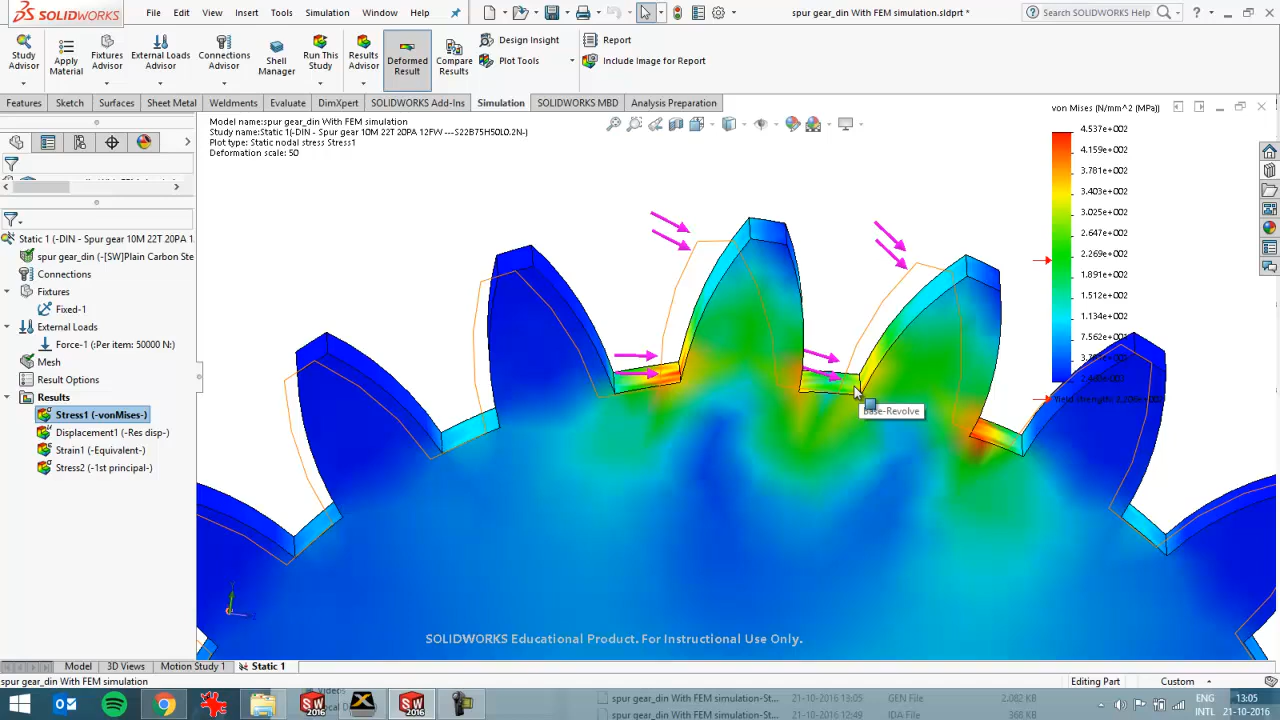 SOLIDWORKS
File Edit View Insert Tools Simulation Window Help
spur gear_din With FEM simulation.sldprt *
Search SOLIDWORKS Help
Study Advisor
Apply Material
Fixtures Advisor
External Loads Advisor
Connections Advisor
Shell Manager
Run This Study
Results Advisor
Deformed Result
Compare Results
Design Insight
Plot Tools
Report
Include Image for Report
Features Sketch Surfaces Sheet Metal Weldments Evaluate DimXpert SOLIDWORKS Add-Ins Simulation SOLIDWORKS MBD Analysis Preparation
Model name:spur gear_din With FEM simulation
Study name:Static 1(-DIN - Spur gear 10M 22T 20PA 12FW ---S22B75H50L0.2N-)
Plot type: Static nodal stress Stress1
Deformation scale: 50
von Mises (N/mm^2 (MPa))
4.537e+002
4.159e+002
3.781e+002
3.403e+002
3.025e+002
1.891e+002
1.512e+002
1.134e+002
Static 1 (-DIN - Spur gear 10M 22T 20PA 1
spur gear_din (-[SW]Plain Carbon Ste
Connections
Fixtures
Fixed-1
External Loads
Force-1 (:Per item: 50000 N:)
Mesh
Result Options
Results
Stress1 (-vonMises-)
Displacement1 (-Res disp-)
Strain1 (-Equivalent-)
Stress2 (-1st principal-)
Base-Revolve
SOLIDWORKS Educational Product. For Instructional Use Only.
Model 3D Views Motion Study 1 Static 1
spur gear_din With FEM simulation
Editing Part
Custom
spur gear_din With FEM simulation-St... 21-10-2016 13:05 GEN File 2.082 KB
spur gear_din With FEM simulation-St... 21-10-2016 12:49 IDA File 368 KB
SW 2016
SW 2016
ENG
INTL
13:05
21-10-2016